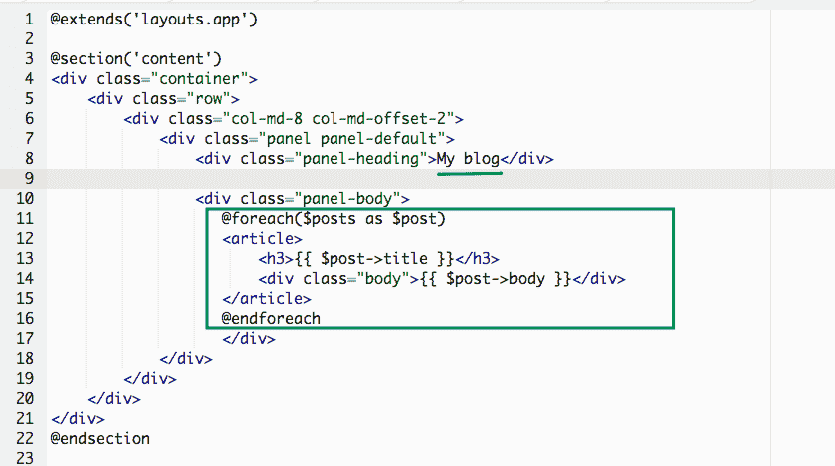 1 @extends('layouts.app')
2
3 @section('content')
4 <div class="container">
5     <div class="row">
6         <div class="col-md-8 col-md-offset-2">
7             <div class="panel panel-default">
8                 <div class="panel-heading">My blog</div>
9
10                 <div class="panel-body">
11                    @foreach($posts as $post)
12                    <article>
13                        <h3>{{ $post->title }}</h3>
14                        <div class="body">{{ $post->body }}</div>
15                    </article>
16                    @endforeach
17                    </div>
18             </div>
19         </div>
20     </div>
21 </div>
22 @endsection
23